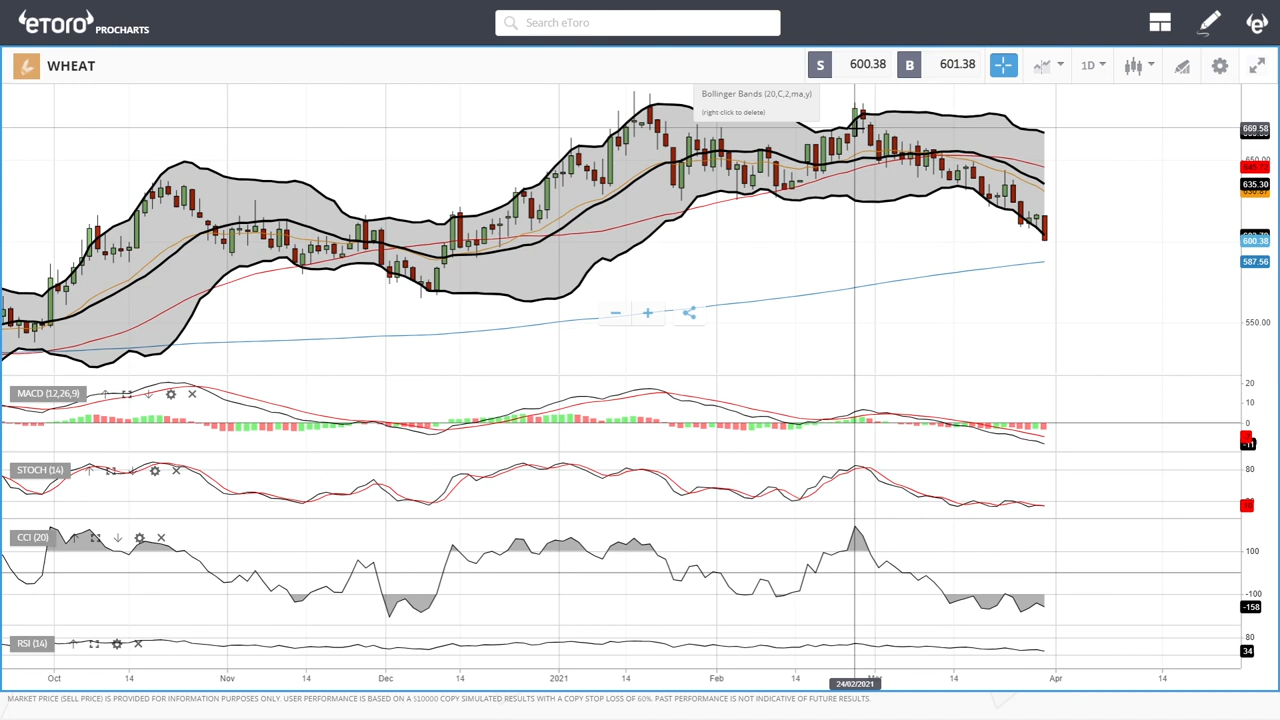 eToro PROCHARTS
Search eToro
WHEAT
S 600.38 B 601.38
1D
Bollinger Bands (20,C,2,ma,y)
(right click to delete)
669.58
650.00
635.30
600.38
587.56
550.00
MACD (12,26,9)
20
10
0
-11
STOCH (14)
80
CCI (20)
100
-100
-158
RSI (14)
80
34
Oct 14 Nov 14 Dec 14 2021 14 Feb 14 Mar 14 Apr 14
24/02/2021
MARKET PRICE (SELL PRICE) IS PROVIDED FOR INFORMATION PURPOSES ONLY. USER PERFORMANCE IS BASED ON A $10000 COPY SIMULATED RESULTS WITH A COPY STOP LOSS OF 60%. PAST PERFORMANCE IS NOT INDICATIVE OF FUTURE RESULTS.